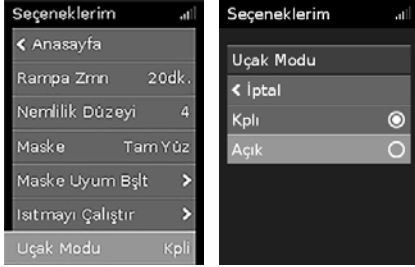 Seçeneklerim
< Anasayfa
Rampa Zmn 20dk.
Nemlilik Düzeyi 4
Maske Tam Yüz
Maske Uyum Bşlt >
Isıtmayı Çalıştır >
Uçak Modu Kpli
Seçeneklerim
Uçak Modu
< İptal
Kplı
Açık